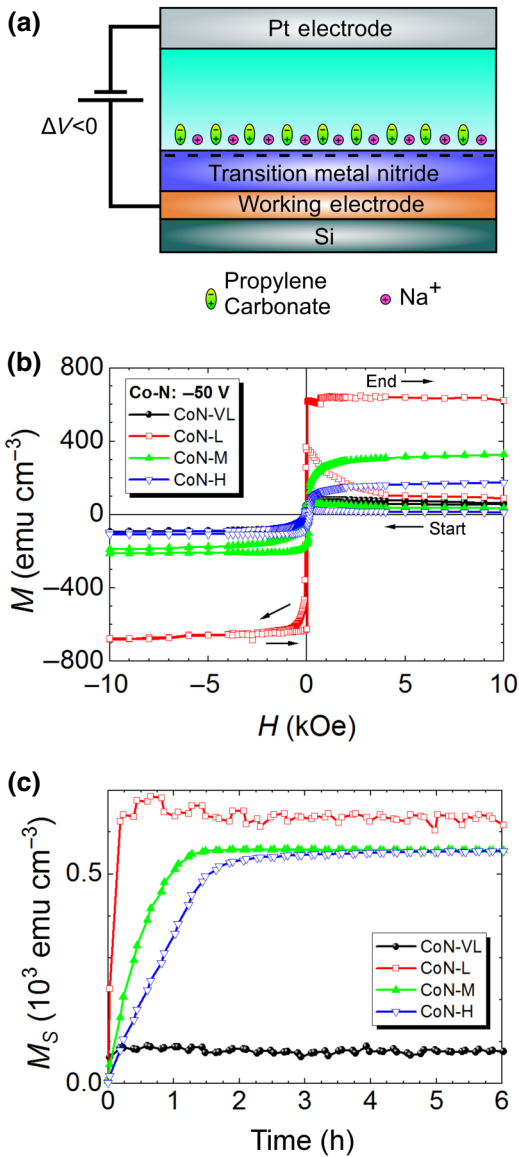 (a)
Pt electrode
ΔV<0
Transition metal nitride
Working electrode
Si
Propylene
Carbonate
Na+
(b)
800
400
0
−400
−800
M (emu cm−3)
Co-N: −50 V
CoN-VL
CoN-L
CoN-M
CoN-H
End
Start
−10
−5
0
5
10
H (kOe)
(c)
0.5
0.0
MS (10³ emu cm−3)
CoN-VL
CoN-L
CoN-M
CoN-H
0
1
2
3
4
5
6
Time (h)